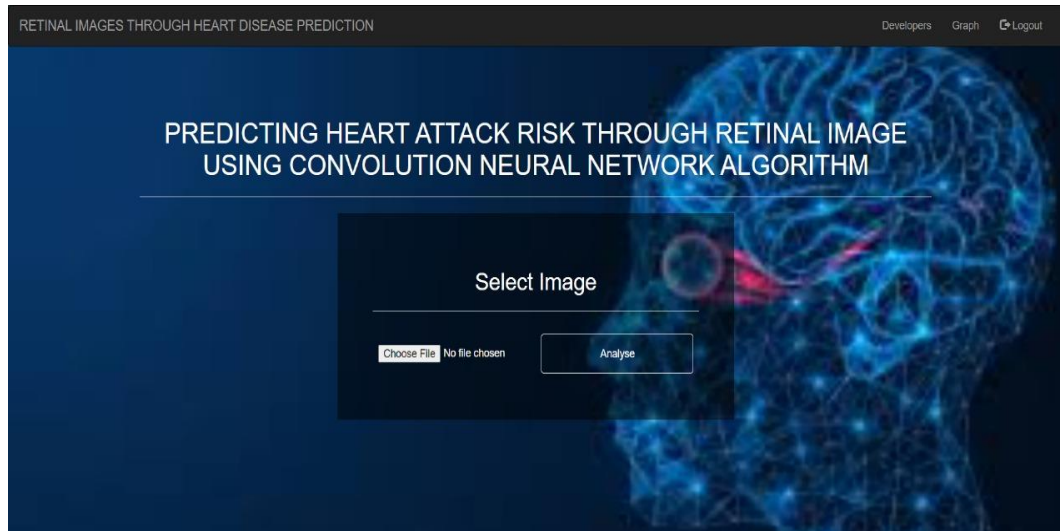 RETINAL IMAGES THROUGH HEART DISEASE PREDICTION
Developers Graph Logout
PREDICTING HEART ATTACK RISK THROUGH RETINAL IMAGE
USING CONVOLUTION NEURAL NETWORK ALGORITHM
Select Image
Choose File No file chosen
Analyse